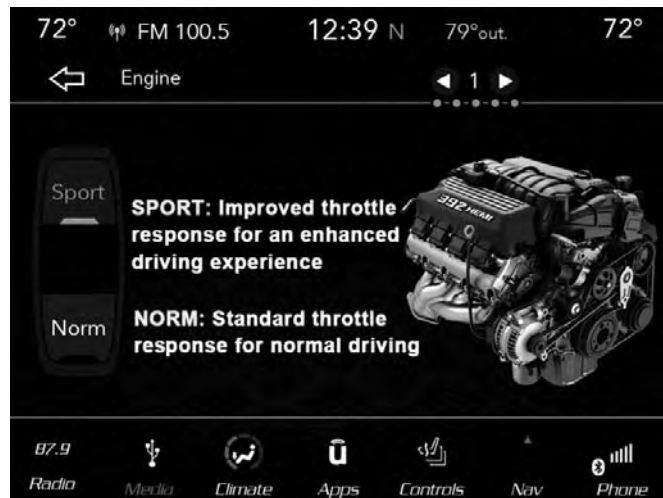 72° FM 100.5 12:39 N 79°out. 72°
Engine 1
Sport
SPORT: Improved throttle
response for an enhanced
driving experience
392 HEMI
Norm
NORM: Standard throttle
response for normal driving
87.9 ū
Radio Media Climate Apps Controls Nav Phone